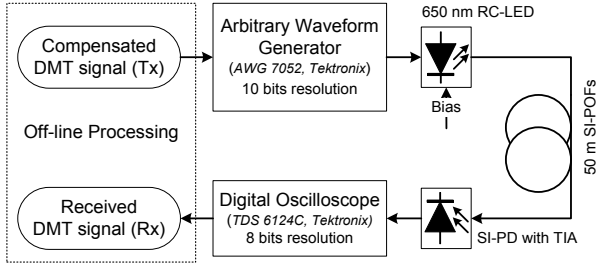 Compensated
DMT signal (Tx)
Off-line Processing
Received
DMT signal (Rx)
Arbitrary Waveform
Generator
(AWG 7052, Tektronix)
10 bits resolution
650 nm RC-LED
Bias
50 m SI-POFs
Digital Oscilloscope
(TDS 6124C, Tektronix)
8 bits resolution
SI-PD with TIA